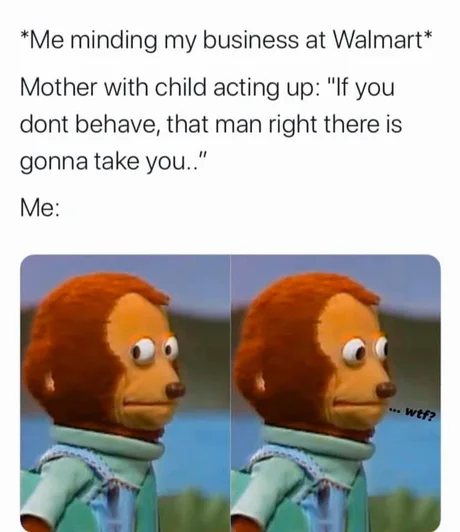 *Me minding my business at Walmart*
Mother with child acting up: "If you
dont behave, that man right there is
gonna take you.."
Me:
... wtf?